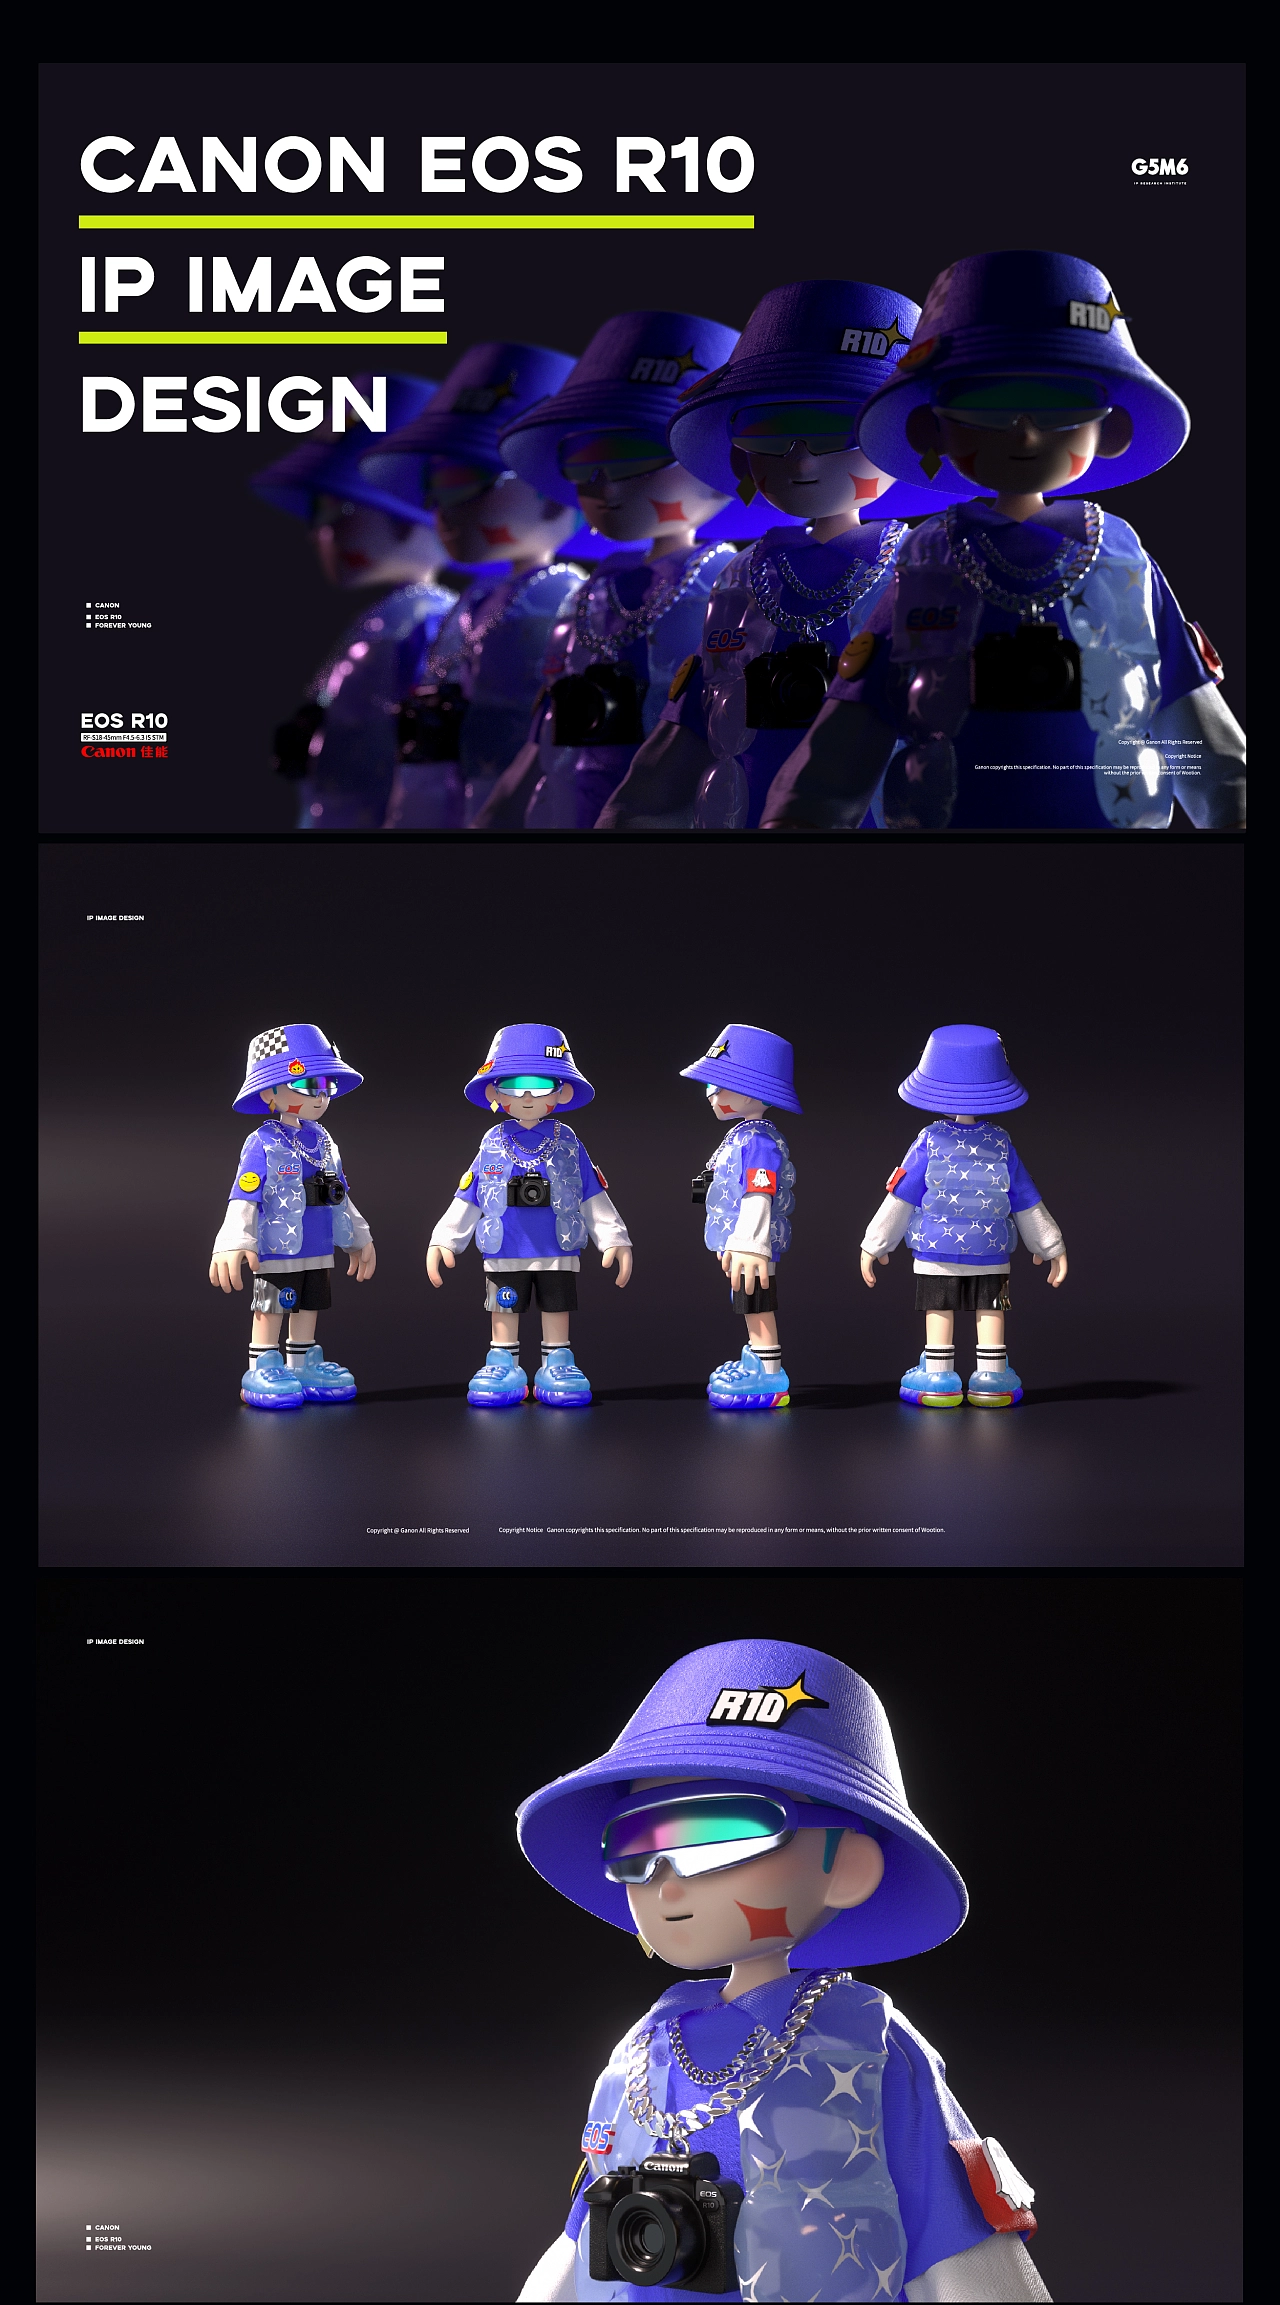 CANON EOS R10
IP IMAGE
DESIGN
G5M6
IP RESEARCH INSTITUTE
R10
R10
R10
R10
R10
EOS
EOS
CANON
EOS R10
FOREVER YOUNG
EOS R10
RF-S18-45mm F4.5-6.3 IS STM
Canon 佳能
Copyright @ Ganon All Rights Reserved
Copyright Notice
Ganon copyrights this specification. No part of this specification may be any form or means
without the prior consent of Wootion.
IP IMAGE DESIGN
R10
R10
EOS
EOS
Copyright @ Ganon All Rights Reserved
Copyright Notice Ganon copyrights this specification. No part of this specification may be reproduced in any form or means, without the prior written consent of Wootion.
IP IMAGE DESIGN
R10
EOS
Canon
EOS
R10
CANON
EOS R10
FOREVER YOUNG